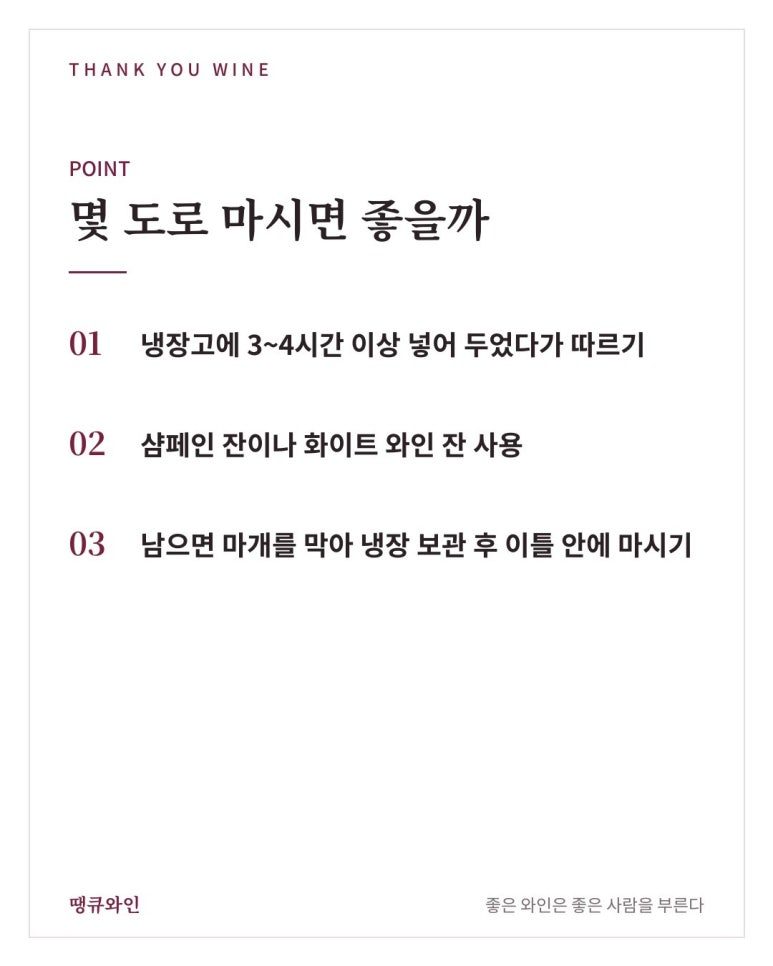 THANK YOU WINE
POINT
몇 도로 마시면 좋을까
01 냉장고에 3~4시간 이상 넣어 두었다가 따르기
02 샴페인 잔이나 화이트 와인 잔 사용
03 남으면 마개를 막아 냉장 보관 후 이틀 안에 마시기
땡큐와인 좋은 와인은 좋은 사람을 부른다